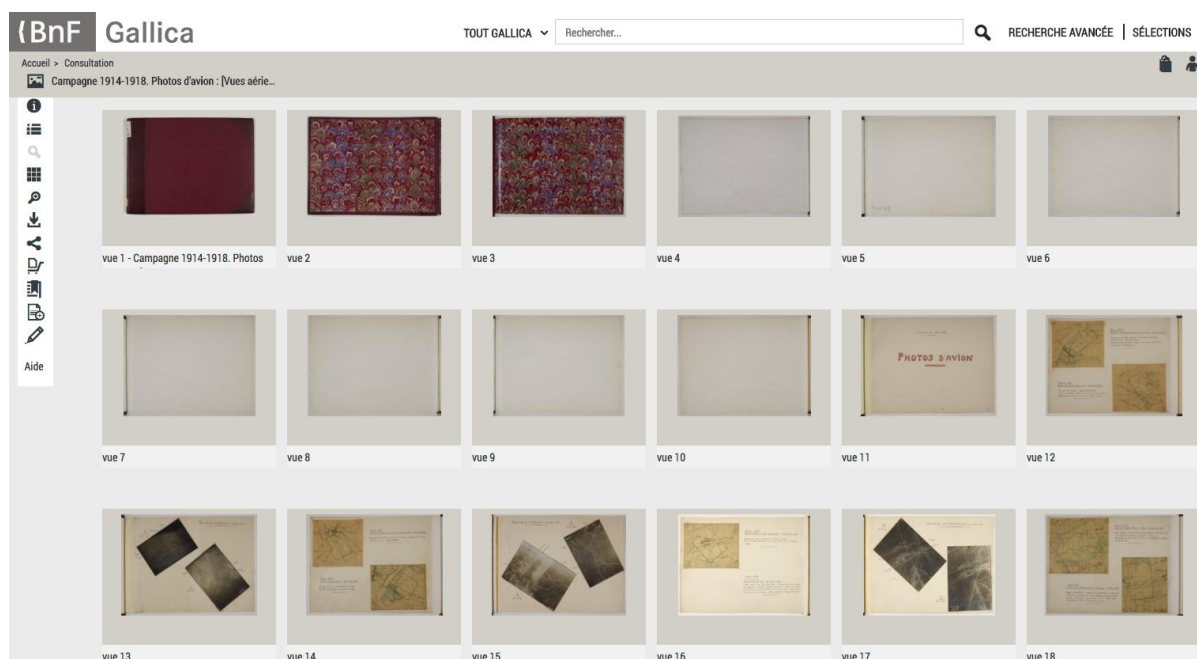 BnF Gallica
TOUT GALLICA
Rechercher...
RECHERCHE AVANCÉE | SÉLECTIONS
Accueil > Consultation
Campagne 1914-1918. Photos d'avion : [Vues aérie...
Aide
vue 1 - Campagne 1914-1918. Photos
vue 2
vue 3
vue 4
vue 5
vue 6
PHOTOS D'AVION
vue 7
vue 8
vue 9
vue 10
vue 11
vue 12
vue 13
vue 14
vue 15
vue 16
vue 17
vue 18